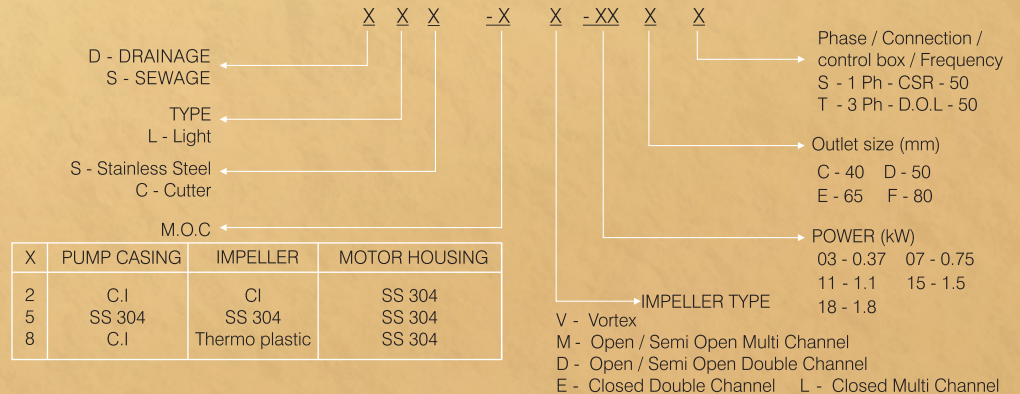 X X X - X X - XX X X
D - DRAINAGE
S - SEWAGE
TYPE
L - Light
S - Stainless Steel
C - Cutter
M.O.C
X PUMP CASING IMPELLER MOTOR HOUSING
2 C.I CI SS 304
5 SS 304 SS 304 SS 304
8 C.I Thermo plastic SS 304
Phase / Connection /
control box / Frequency
S - 1 Ph - CSR - 50
T - 3 Ph - D.O.L - 50
Outlet size (mm)
C - 40 D - 50
E - 65 F - 80
POWER (kW)
03 - 0.37 07 - 0.75
11 - 1.1 15 - 1.5
18 - 1.8
IMPELLER TYPE
V - Vortex
M - Open / Semi Open Multi Channel
D - Open / Semi Open Double Channel
E - Closed Double Channel L - Closed Multi Channel